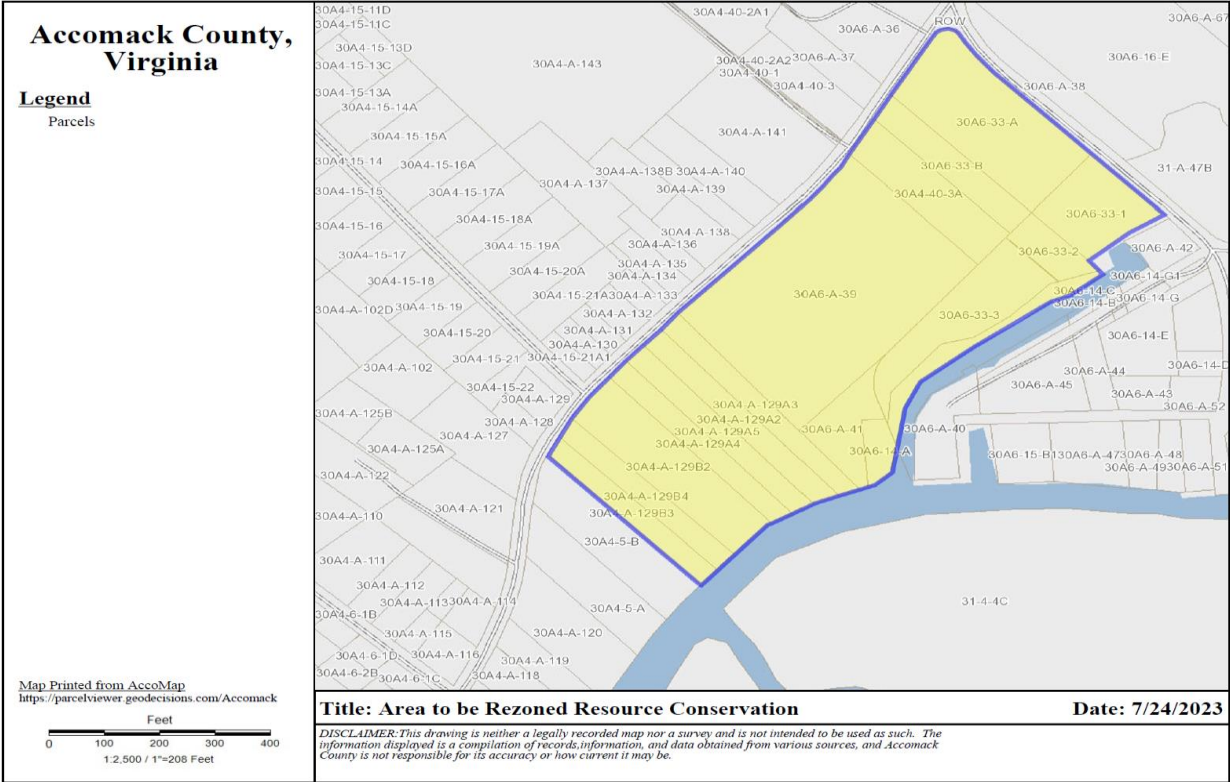 Accomack County,
Virginia
Legend
Parcels
Map Printed from AccoMap
https://parcelviewer.geodecisions.com/Accomack
Feet
0 100 200 300 400
1:2,500 / 1"=208 Feet
30A4-15-11D
30A4-15-11C
30A4-15-13D
30A4-15-13C
30A4-15-13A
30A4-15-14A
30A4-15-15A
30A4-15-14
30A4-15-16A
30A4-15-15
30A4-15-17A
30A4-15-16
30A4-15-18A
30A4-15-17
30A4-15-19A
30A4-15-18
30A4-15-20A
30A4-A-102D
30A4-15-19
30A4-15-21A
30A4-A-133
30A4-15-20
30A4-A-132
30A4-A-131
30A4-A-130
30A4-15-21
30A4-15-21A1
30A4-A-102
30A4-15-22
30A4-A-129
30A4-A-125B
30A4-A-128
30A4-A-127
30A4-A-125A
30A4-A-122
30A4-A-121
30A4-A-110
30A4-A-111
30A4-A-112
30A4-A-113
30A4-A-114
30A4-6-1B
30A4-A-115
30A4-6-1D
30A4-A-116
30A4-6-2B
30A4-6-1C
30A4-A-118
30A4-A-119
30A4-A-120
30A4-5-A
30A4-5-B
30A4-A-143
30A4-40-2A1
30A4-40-2A2
30A4-40-1
30A4-40-3
30A4-A-141
30A4-A-138B
30A4-A-140
30A4-A-137
30A4-A-139
30A4-A-138
30A4-A-136
30A4-A-135
30A4-A-134
30A6-A-36
30A6-A-37
ROW
30A6-A-67
30A6-16-E
30A6-A-38
31-A-47B
30A6-33-A
30A6-33-B
30A4-40-3A
30A6-33-1
30A6-33-2
30A6-A-39
30A6-33-3
30A4-A-129A3
30A4-A-129A2
30A4-A-129A5
30A4-A-129A4
30A6-A-41
30A6-14-A
30A4-A-129B2
30A4-A-129B4
30A4-A-129B3
30A6-A-42
30A6-14-G1
30A6-14-C
30A6-14-B
30A6-14-G
30A6-14-E
30A6-14-D
30A6-A-44
30A6-A-45
30A6-A-43
30A6-A-52
30A6-A-40
30A6-15-B1
30A6-A-47
30A6-A-48
30A6-A-49
30A6-A-51
31-4-4C
Title: Area to be Rezoned Resource Conservation
Date: 7/24/2023
DISCLAIMER:This drawing is neither a legally recorded map nor a survey and is not intended to be used as such. The
information displayed is a compilation of records,information, and data obtained from various sources, and Accomack
County is not responsible for its accuracy or how current it may be.